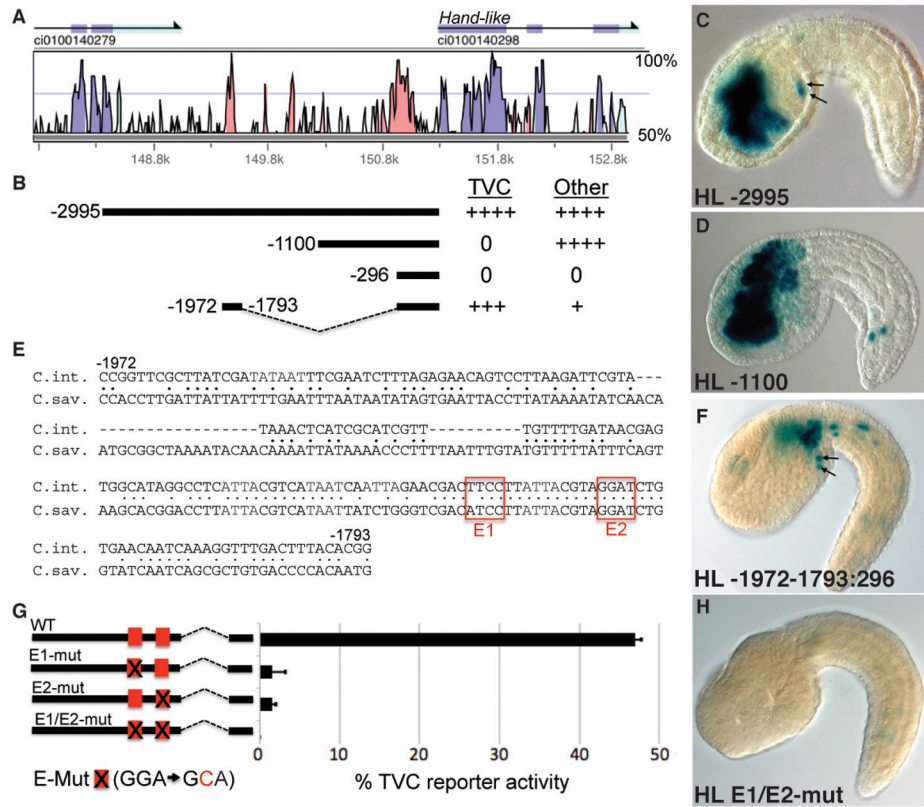 A
Hand-like
ci0100140279
ci0100140298
100%
50%
148.8k 149.8k 150.8k 151.8k 152.8k
B
TVC Other
-2995 ++++ ++++
-1100 0 ++++
-296 0 0
-1972 -1793 +++ +
E
-1972
C.int. CCGGTTCGCTTATCGATATAATTTCGAATCTTTAGAGAACAGTCCTTAAGATTCGTA---
C.sav. CCACCTTGATTATTATTTTGAATTTAATAATATAGTGAATTACCTTATAAAATATCAACA
C.int. -----------------TAAACTCATCGCATCGTT----------TGTTTTGATAACGAG
C.sav. ATGCGGCTAAAATACAACAAAATTATAAAACCCTTTTAATTTGTATGTTTTTATTTCAGT
C.int. TGGCATAGGCCTCATTACGTCATAATCAATTAGAACGACTTCCTTATTACGTAGGATCTG
C.sav. AAGCACGGACCTTATTACGTCATAATTATCTGGGTCGACATCCTTATTACGTAGGATCTG
E1 E2
-1793
C.int. TGAACAATCAAAGGTTTGACTTTACACGG
C.sav. GTATCAATCAGCGCTGTGACCCCACAATG
G
WT
E1-mut
E2-mut
E1/E2-mut
0 10 20 30 40 50
E-Mut X (GGA→GCA)
% TVC reporter activity
C
HL -2995
D
HL -1100
F
HL -1972-1793:296
H
HL E1/E2-mut